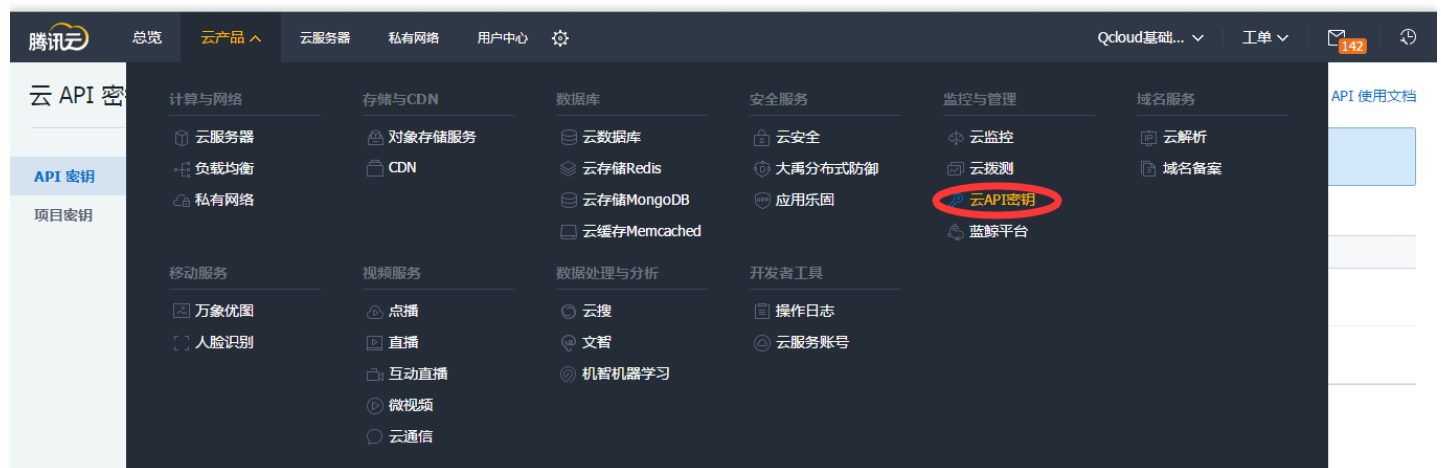 腾讯云 总览 云产品 云服务器 私有网络 用户中心 Qcloud基础... 工单 142
云 API 密
API 使用文档
API 密钥
项目密钥
计算与网络
云服务器
负载均衡
私有网络
存储与CDN
对象存储服务
CDN
数据库
云数据库
云存储Redis
云存储MongoDB
云缓存Memcached
安全服务
云安全
大禹分布式防御
应用乐固
监控与管理
云监控
云拨测
云API密钥
蓝鲸平台
域名服务
云解析
域名备案
移动服务
万象优图
人脸识别
视频服务
点播
直播
互动直播
微视频
云通信
数据处理与分析
云搜
文智
机智机器学习
开发者工具
操作日志
云服务账号